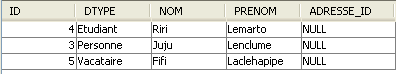 ID DTYPE NOM PRENOM ADRESSE_ID
4 Etudiant Riri Lemarto NULL
3 Personne Juju Lenclume NULL
5 Vacataire Fifi Laclehapipe NULL